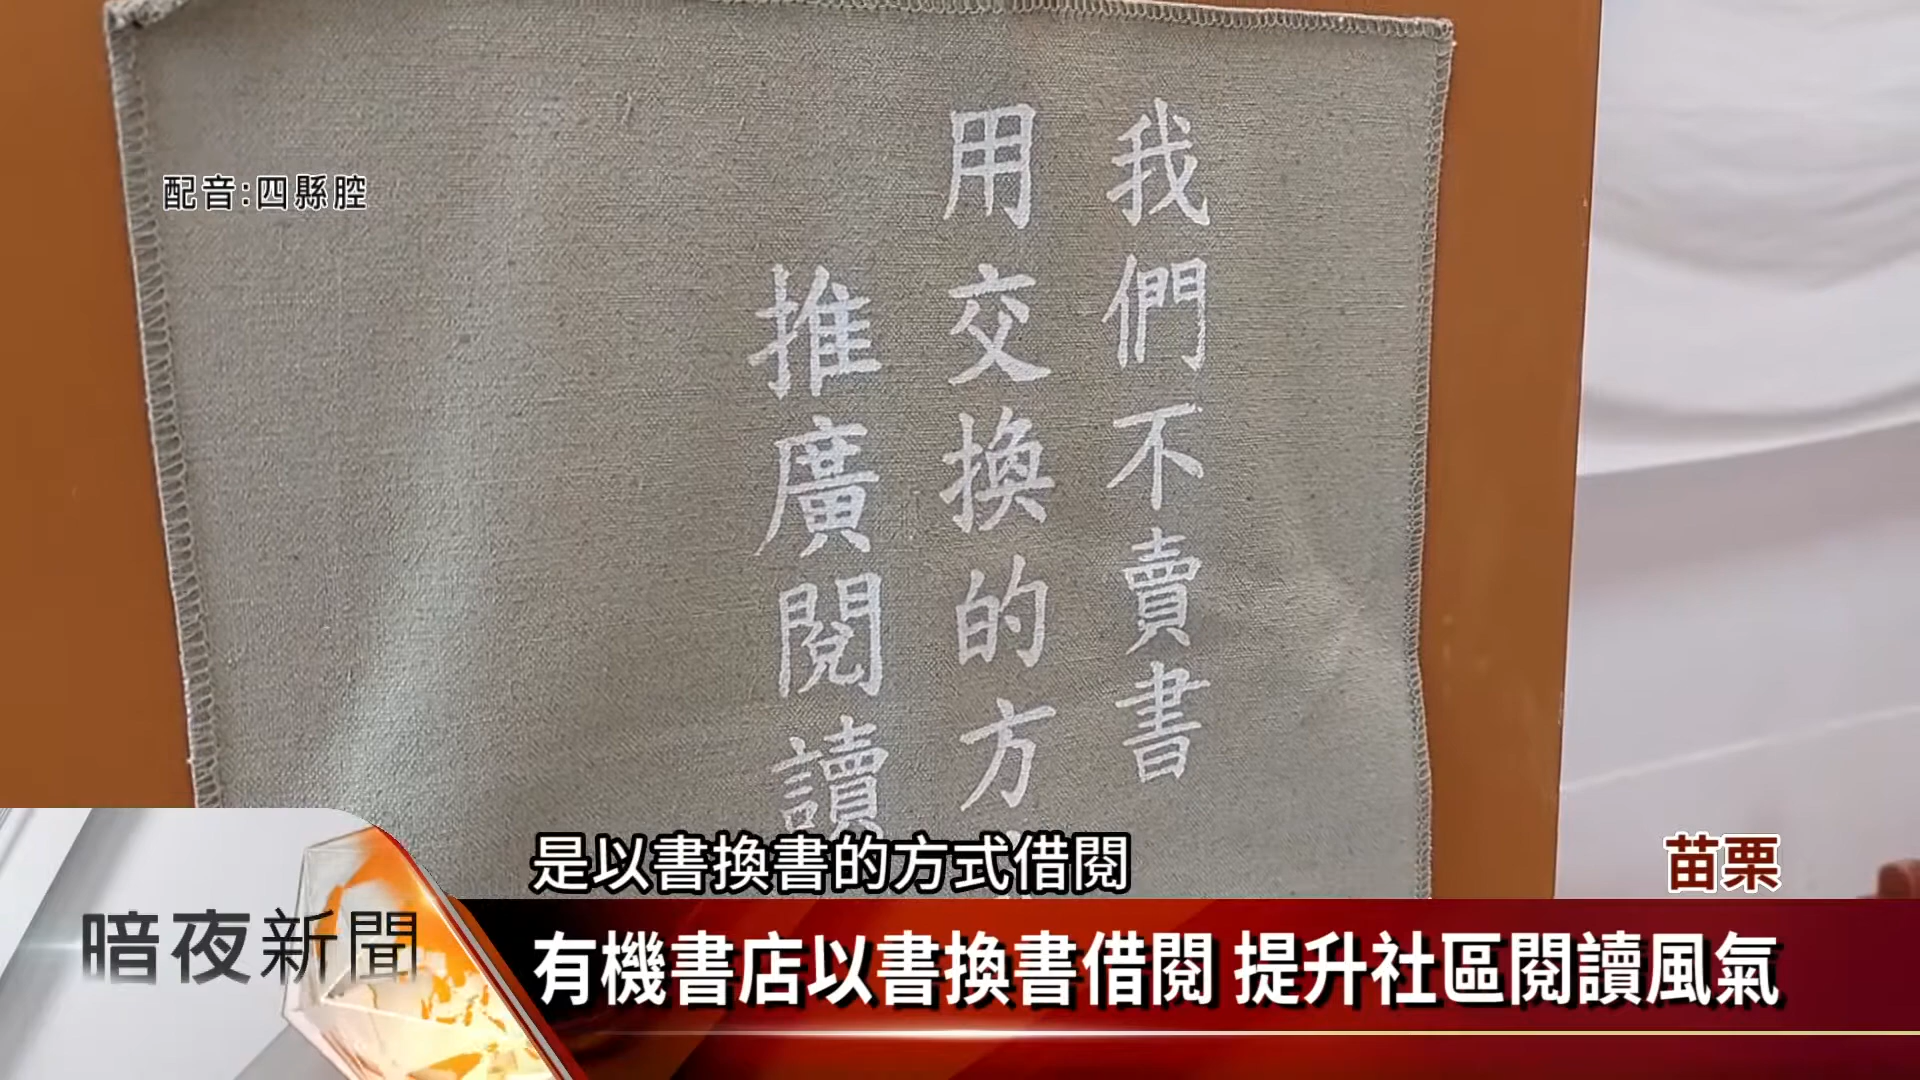 配音:四縣腔
我們不賣書
用交換的方
推廣閱讀
是以書換書的方式借閱
苗栗
暗夜新聞
有機書店以書換書借閱 提升社區閱讀風氣